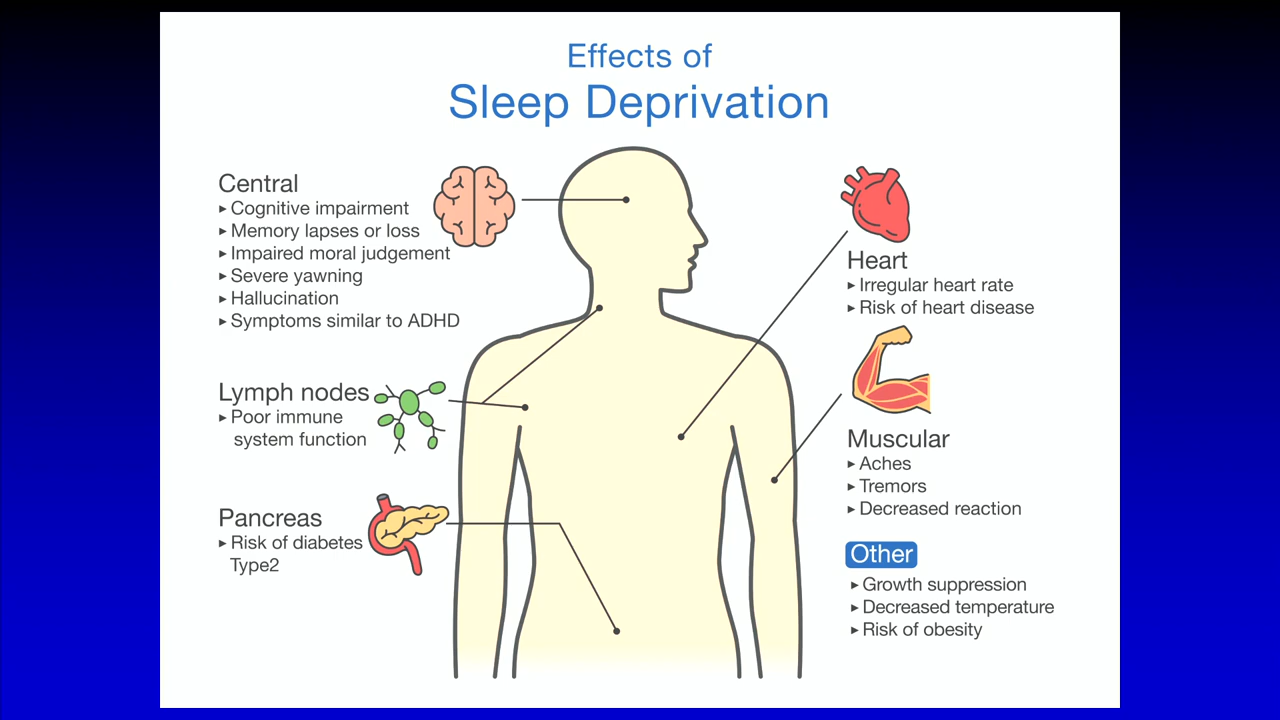 Effects of
Sleep Deprivation
Central
▸ Cognitive impairment
▸ Memory lapses or loss
▸ Impaired moral judgement
▸ Severe yawning
▸ Hallucination
▸ Symptoms similar to ADHD
Lymph nodes
▸ Poor immune
system function
Pancreas
▸ Risk of diabetes
Type2
Heart
▸ Irregular heart rate
▸ Risk of heart disease
Muscular
▸ Aches
▸ Tremors
▸ Decreased reaction
Other
▸ Growth suppression
▸ Decreased temperature
▸ Risk of obesity